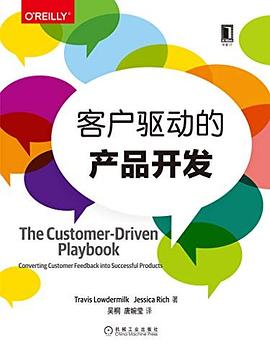 O'REILLY®
客户驱动的
产品开发
The Customer-Driven
Playbook
Converting Customer Feedback into Successful Products
Travis Lowdermilk Jessica Rich 著
吴桐 唐婉莹 译
机械工业出版社
China Machine Press